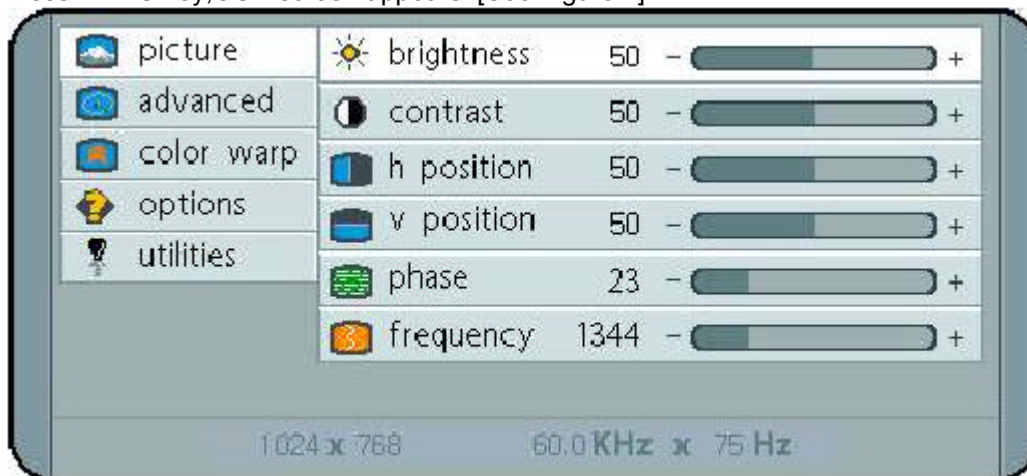 picture
advanced
color warp
options
utilities
brightness 50 - +
contrast 50 - +
h position 50 - +
v position 50 - +
phase 23 - +
frequency 1344 - +
1024 x 768 60.0 KHz x 75 Hz